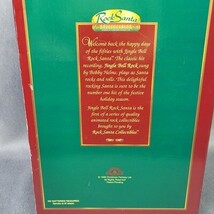 Rock Santa
Welcome back the happy days
of the fifties with Jingle Bell
Rock Santa. The classic hit
recording, Jingle Bell Rock sung
by Bobby Helms, plays as Santa
rocks and rolls. This delightful
rocking Santa is sure to be the
number one hit of the festive
holiday season.
Jingle Bell Rock Santa is the
first of a series of quality
animated rock collectibles
brought to you by
Rock Santa Collectibles!